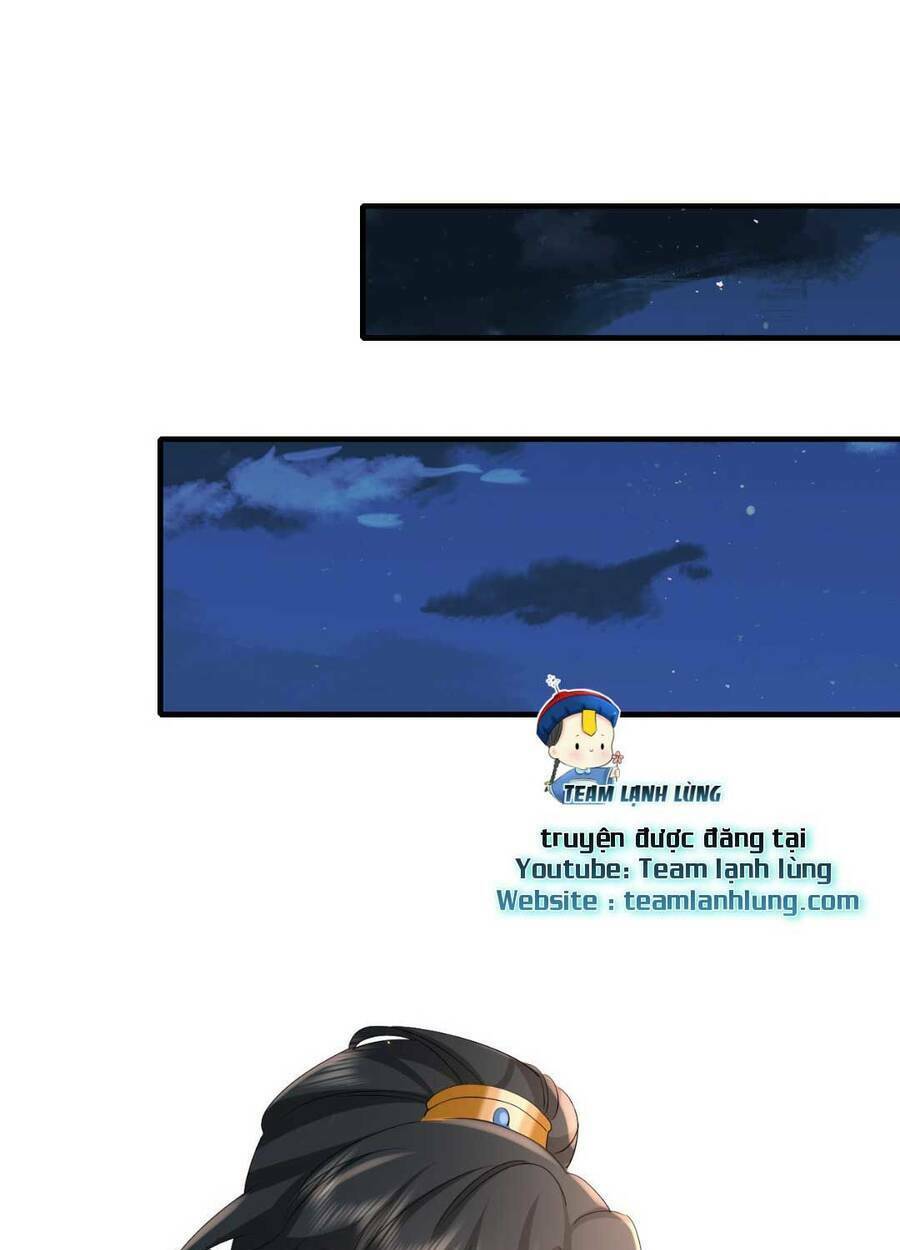 TEAM LẠNH LÙNG
truyện được đăng tại
Youtube: Team lạnh lùng
Website : teamlanhlung.com